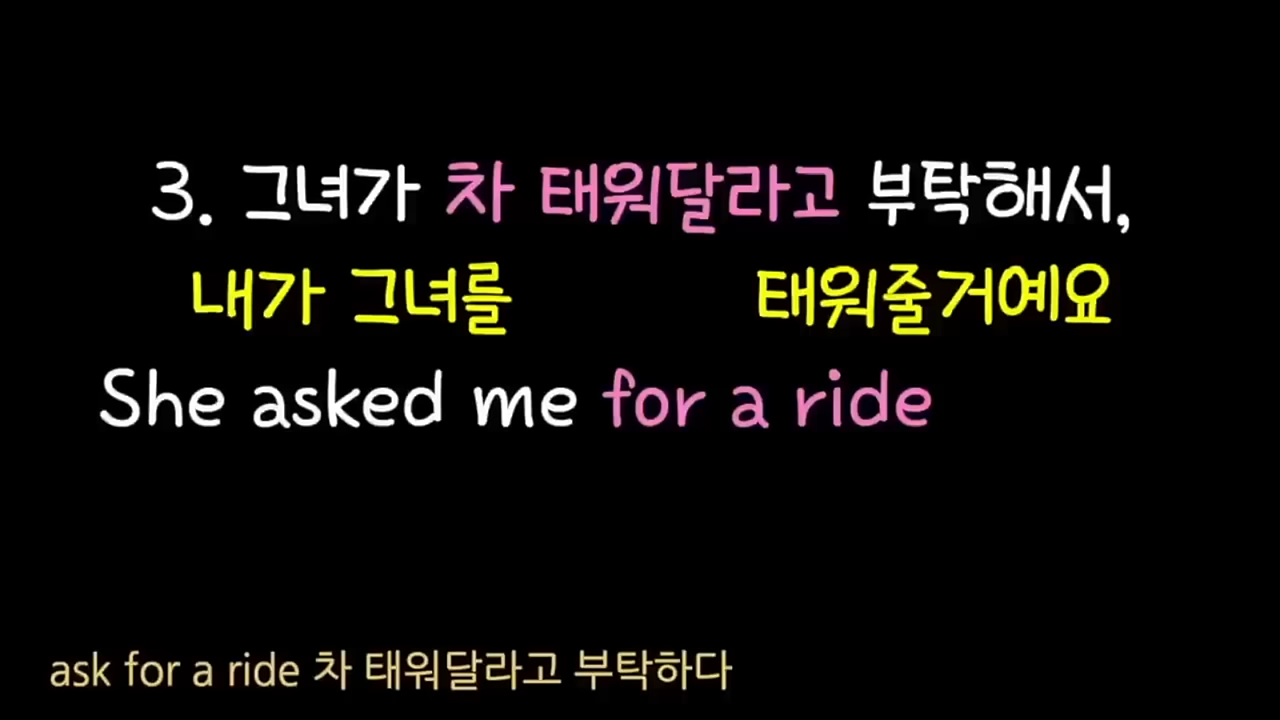 3. 그녀가 차 태워달라고 부탁해서,
내가 그녀를 태워줄거예요
She asked me for a ride
ask for a ride 차 태워달라고 부탁하다